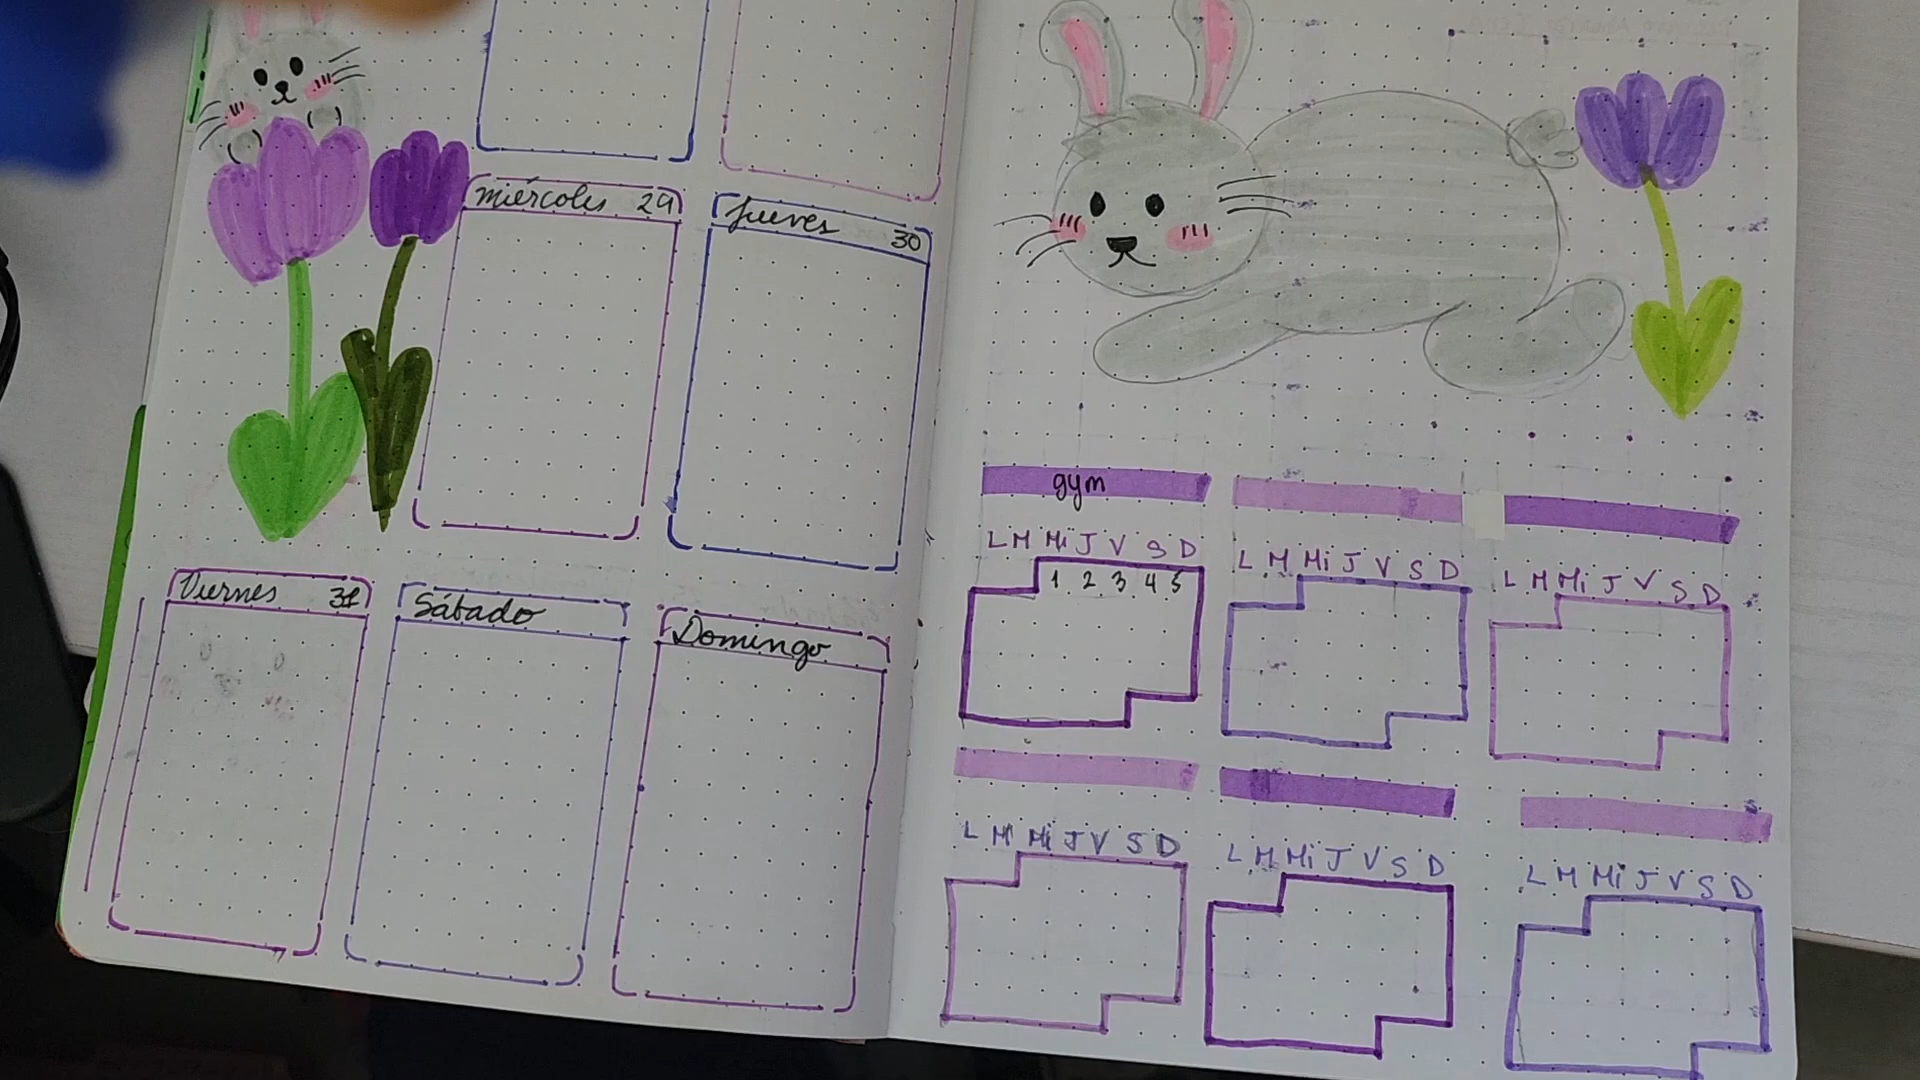 miércoles 29
Jueves 30
Viernes 31
Sábado
Domingo
gym
L M Mi J V S D
1 2 3 4 5
L M Mi J V S D
L M Mi J V S D
L M Mi J V S D
L M Mi J V S D
L M Mi J V S D